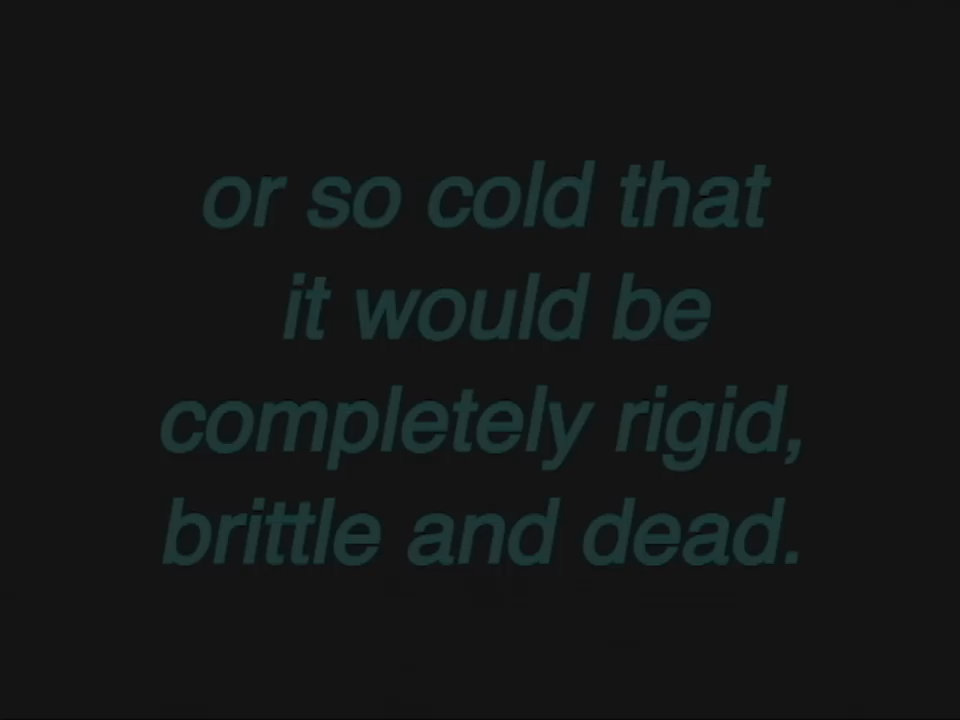 or so cold that
it would be
completely rigid,
brittle and dead.